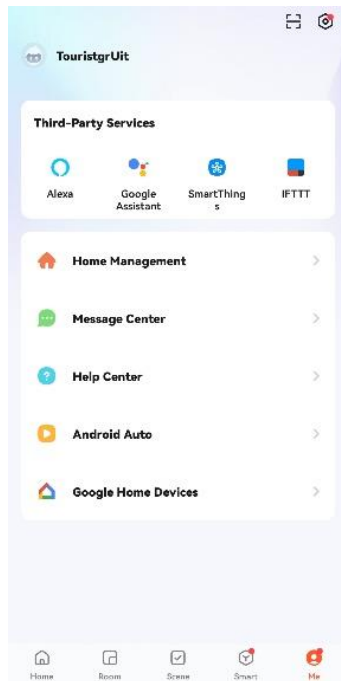 TouristgrUit
Third-Party Services
Alexa
Google
Assistant
SmartThing
s
IFTTT
Home Management
Message Center
Help Center
Android Auto
Google Home Devices
Home
Room
Scene
Smart
Me